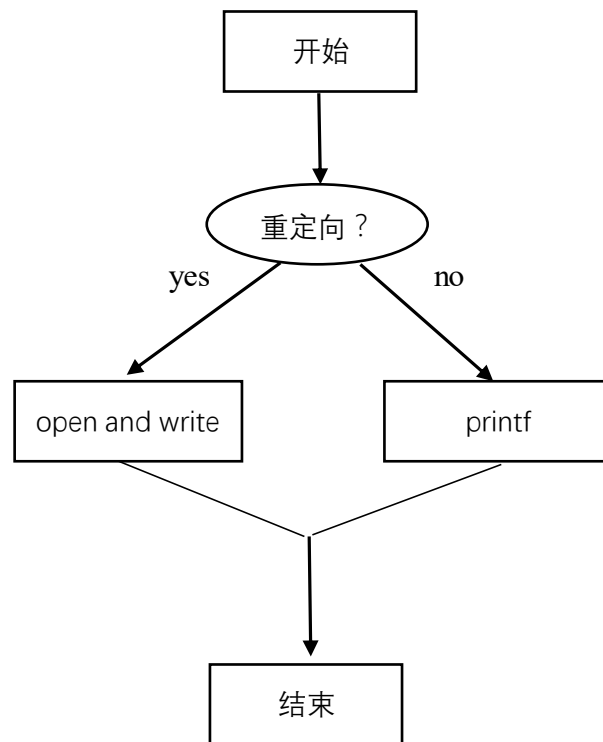 开始
重定向？
yes
no
open and write
printf
结束